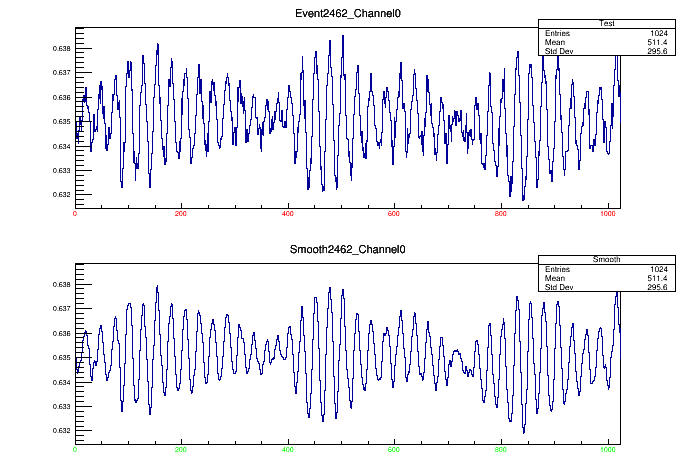 Event2462_Channel0
Test
Entries 1024
Mean 511.4
Std Dev 295.6
0.638
0.637
0.636
0.635
0.634
0.633
0.632
0 200 400 600 800 1000
Smooth2462_Channel0
Smooth
Entries 1024
Mean 511.4
Std Dev 295.6
0.638
0.637
0.636
0.635
0.634
0.633
0.632
0 200 400 600 800 1000